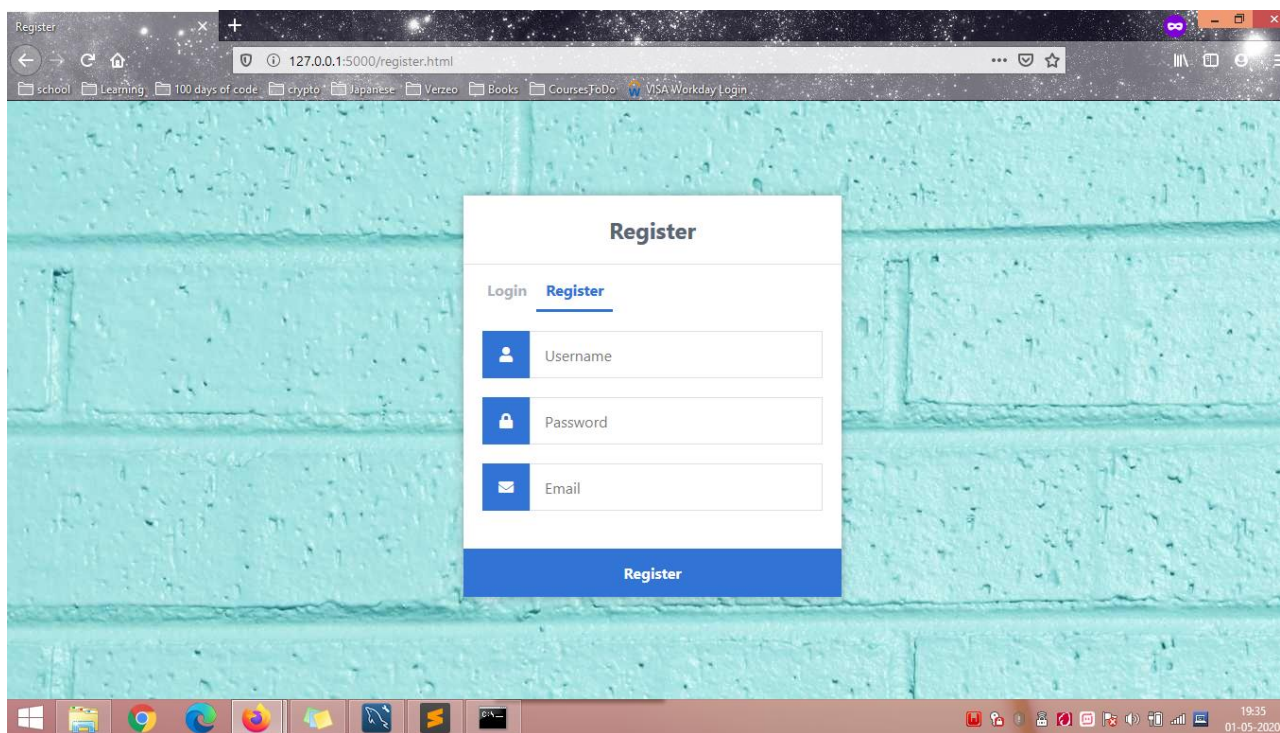 Register
127.0.0.1:5000/register.html
school Learning 100 days of code crypto Japanese Verzeo Books CoursesToDo VISA Workday Login
Register
Login Register
Username
Password
Email
Register
19:35
01-05-2020